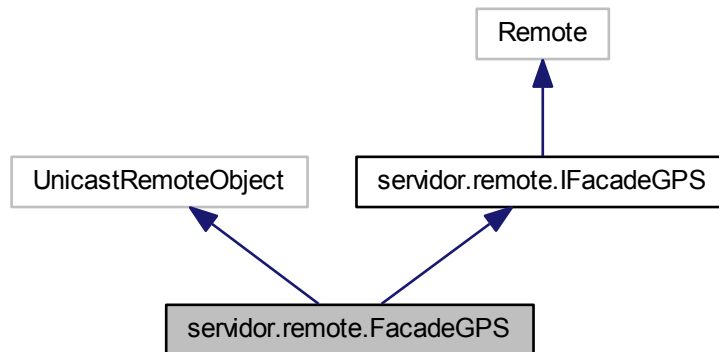 Remote
UnicastRemoteObject
servidor.remote.IFacadeGPS
servidor.remote.FacadeGPS